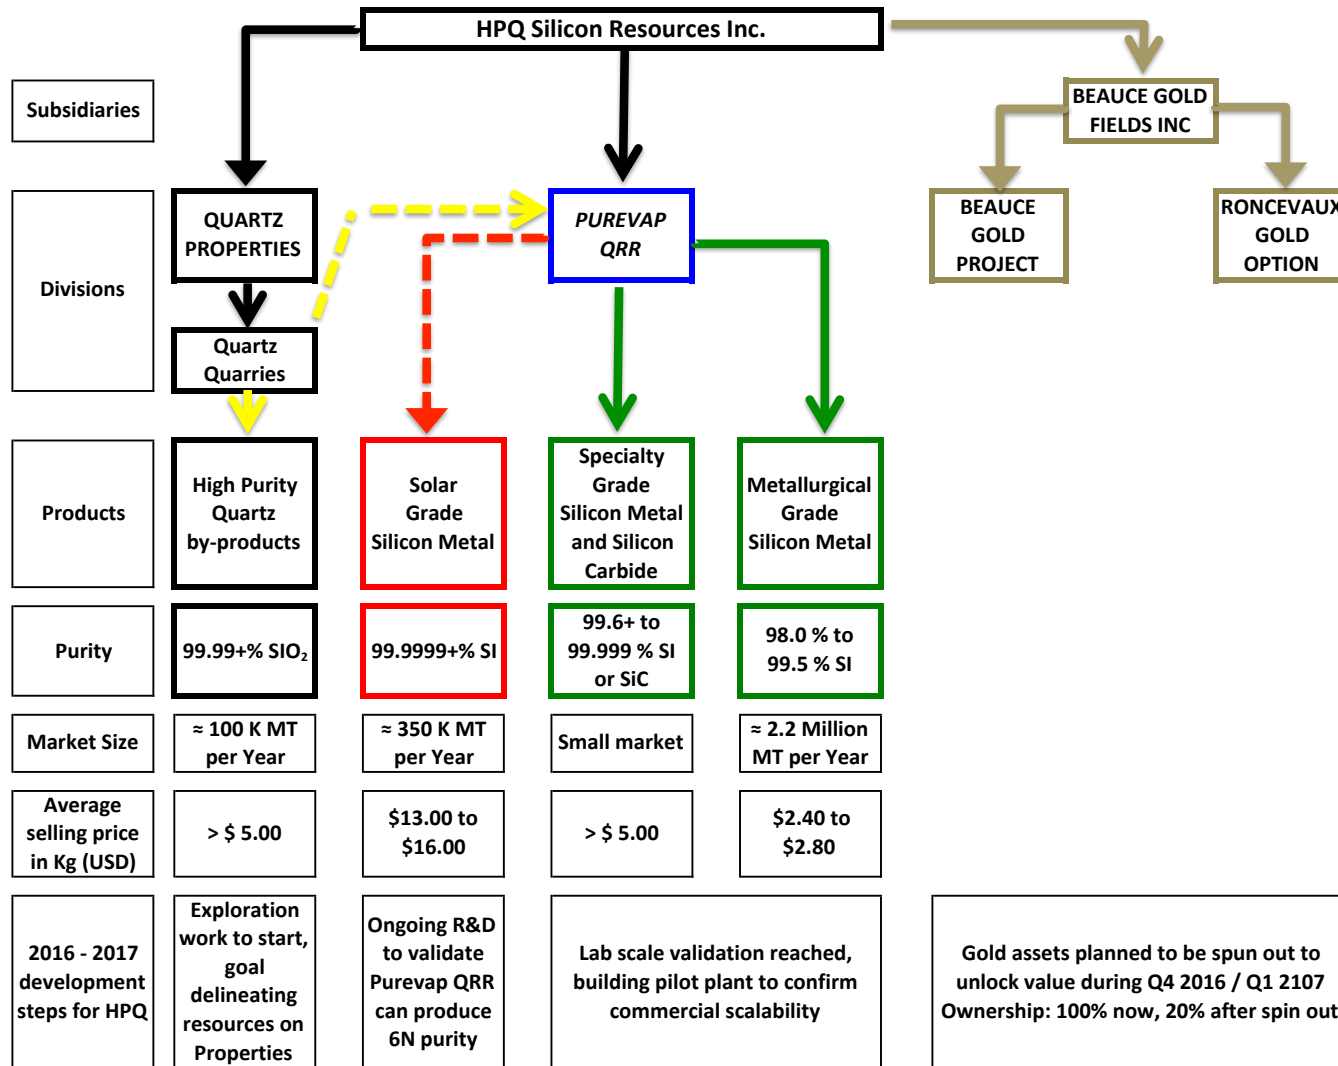 HPQ Silicon Resources Inc.
Subsidiaries
BEAUCE GOLD
FIELDS INC
Divisions
QUARTZ
PROPERTIES
PUREVAP
QRR
BEAUCE
GOLD
PROJECT
RONCEVAUX
GOLD
OPTION
Quartz
Quarries
Products
High Purity
Quartz
by-products
Solar
Grade
Silicon Metal
Specialty
Grade
Silicon Metal
and Silicon
Carbide
Metallurgical
Grade
Silicon Metal
Purity
99.99+% SIO₂
99.9999+% SI
99.6+ to
99.999 % SI
or SiC
98.0 % to
99.5 % SI
Market Size
≈ 100 K MT
per Year
≈ 350 K MT
per Year
Small market
≈ 2.2 Million
MT per Year
Average
selling price
in Kg (USD)
> $ 5.00
$13.00 to
$16.00
> $ 5.00
$2.40 to
$2.80
2016 - 2017
development
steps for HPQ
Exploration
work to start,
goal
delineating
resources on
Properties
Ongoing R&D
to validate
Purevap QRR
can produce
6N purity
Lab scale validation reached,
building pilot plant to confirm
commercial scalability
Gold assets planned to be spun out to
unlock value during Q4 2016 / Q1 2107
Ownership: 100% now, 20% after spin out